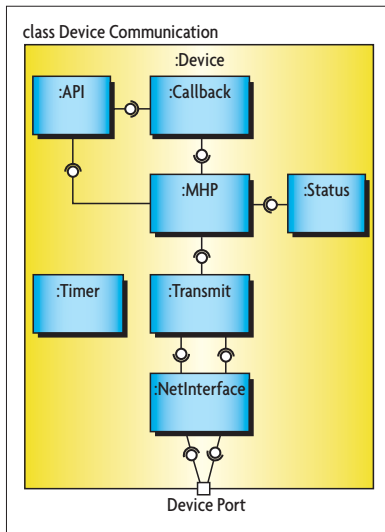 class Device Communication
:Device
:API
:Callback
:MHP
:Status
:Timer
:Transmit
:NetInterface
Device Port